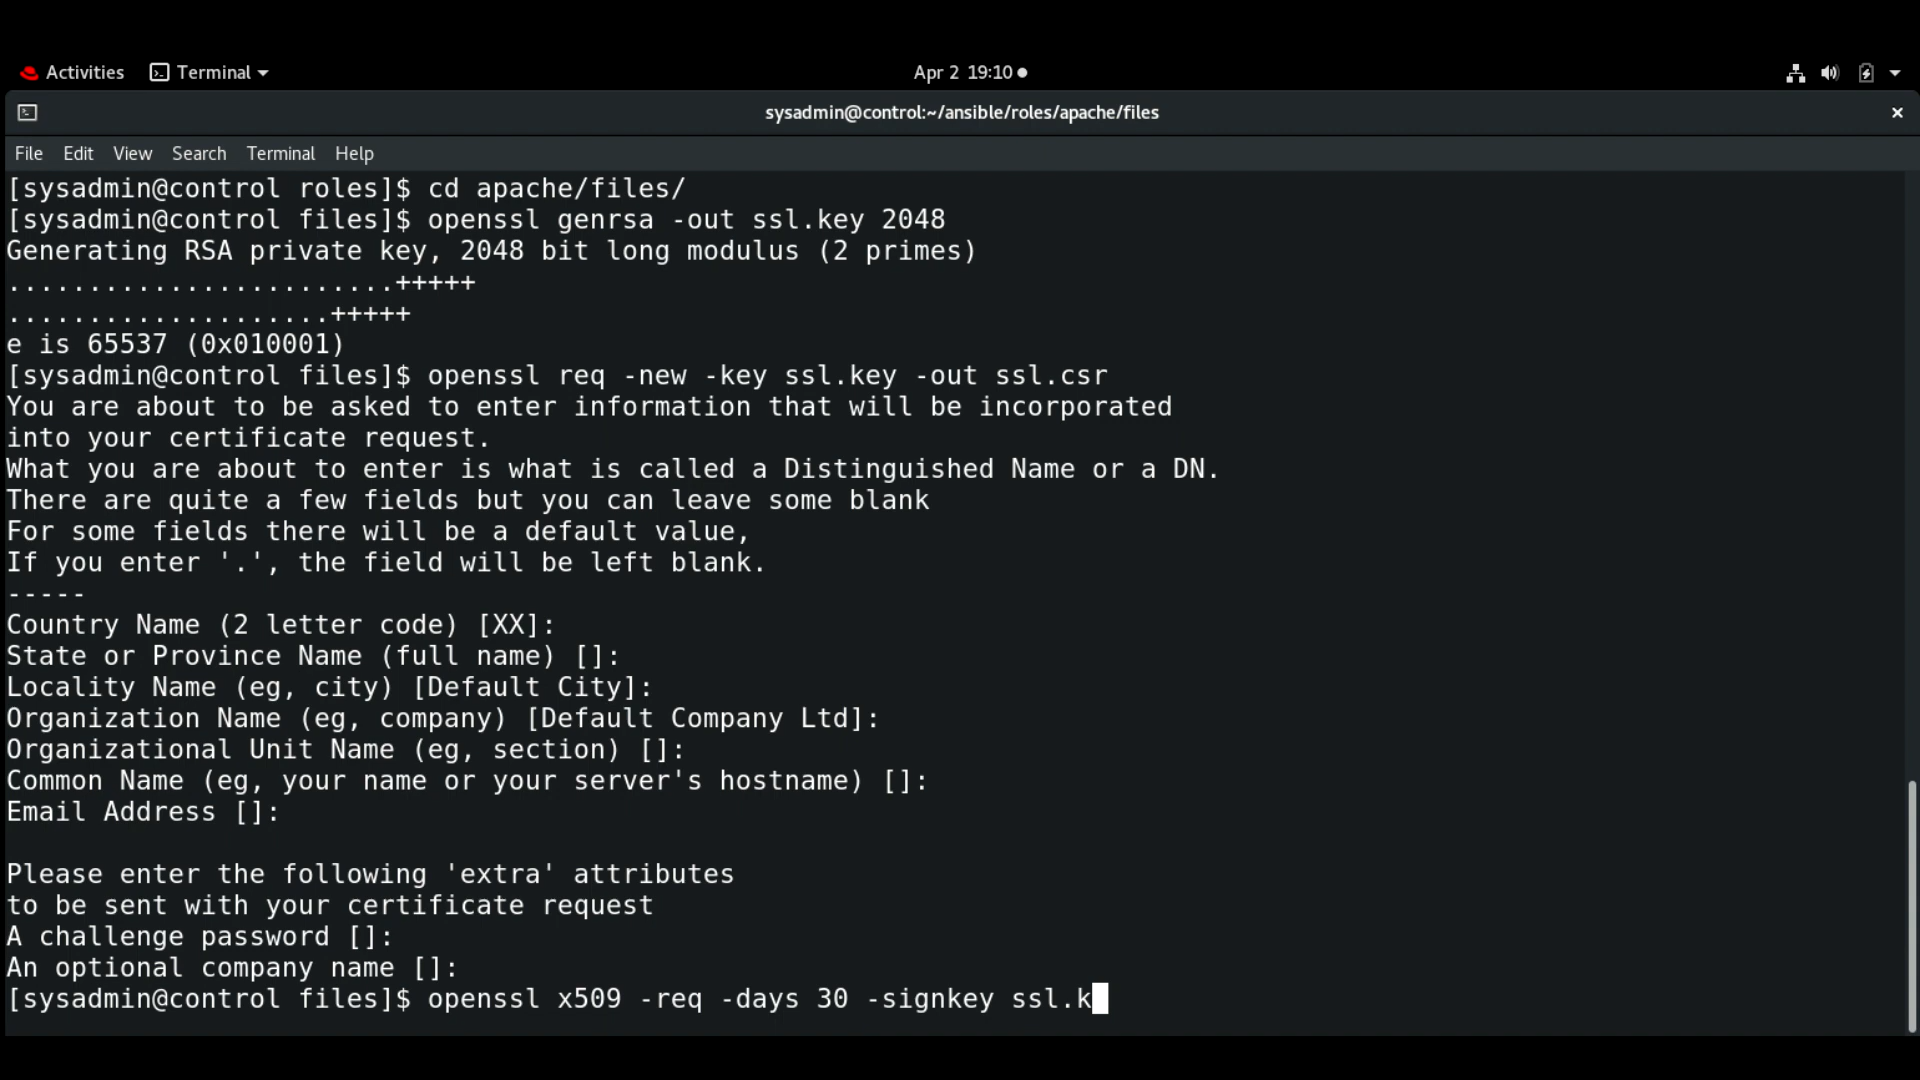 Activities Terminal Apr 2 19:10
sysadmin@control:~/ansible/roles/apache/files
File Edit View Search Terminal Help
[sysadmin@control roles]$ cd apache/files/
[sysadmin@control files]$ openssl genrsa -out ssl.key 2048
Generating RSA private key, 2048 bit long modulus (2 primes)
........................+++++
....................+++++
e is 65537 (0x010001)
[sysadmin@control files]$ openssl req -new -key ssl.key -out ssl.csr
You are about to be asked to enter information that will be incorporated
into your certificate request.
What you are about to enter is what is called a Distinguished Name or a DN.
There are quite a few fields but you can leave some blank
For some fields there will be a default value,
If you enter '.', the field will be left blank.
-----
Country Name (2 letter code) [XX]:
State or Province Name (full name) []:
Locality Name (eg, city) [Default City]:
Organization Name (eg, company) [Default Company Ltd]:
Organizational Unit Name (eg, section) []:
Common Name (eg, your name or your server's hostname) []:
Email Address []:
Please enter the following 'extra' attributes
to be sent with your certificate request
A challenge password []:
An optional company name []:
[sysadmin@control files]$ openssl x509 -req -days 30 -signkey ssl.k